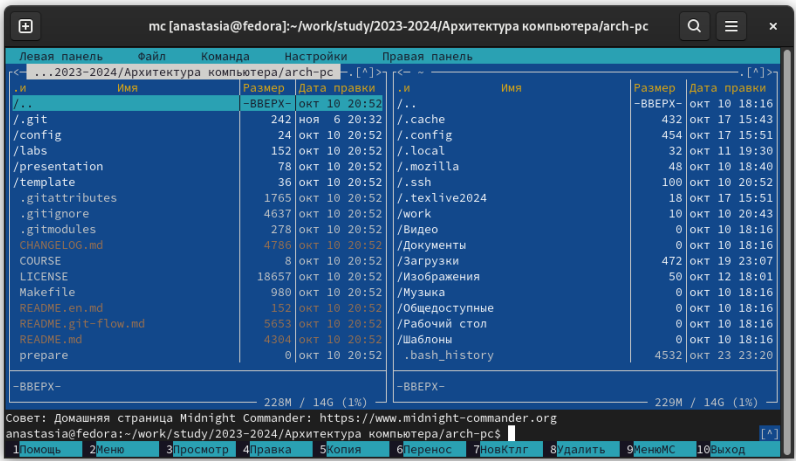 mc [anastasia@fedora]:~/work/study/2023-2024/Архитектура компьютера/arch-pc
Левая панель Файл Команда Настройки Правая панель
<— ...2023-2024/Архитектура компьютера/arch-pc —.[^]>
.и Имя Размер Дата правки
/.. -ВВЕРХ- окт 10 20:52
/.git 242 ноя 6 20:32
/config 24 окт 10 20:52
/labs 152 окт 10 20:52
/presentation 78 окт 10 20:52
/template 36 окт 10 20:52
.gitattributes 1765 окт 10 20:52
.gitignore 4637 окт 10 20:52
.gitmodules 278 окт 10 20:52
CHANGELOG.md 4786 окт 10 20:52
COURSE 8 окт 10 20:52
LICENSE 18657 окт 10 20:52
Makefile 980 окт 10 20:52
README.en.md 152 окт 10 20:52
README.git-flow.md 5653 окт 10 20:52
README.md 4304 окт 10 20:52
prepare 0 окт 10 20:52
-ВВЕРХ-
228M / 14G (1%)
<— ~ —.[^]>
.и Имя Размер Дата правки
/.. -ВВЕРХ- окт 10 18:16
/.cache 432 окт 17 15:43
/.config 454 окт 17 15:51
/.local 32 окт 11 19:30
/.mozilla 48 окт 10 18:40
/.ssh 100 окт 10 20:52
/.texlive2024 18 окт 17 15:51
/work 10 окт 10 20:43
/Видео 0 окт 10 18:16
/Документы 0 окт 10 18:16
/Загрузки 472 окт 19 23:07
/Изображения 50 окт 12 18:01
/Музыка 0 окт 10 18:16
/Общедоступные 0 окт 10 18:16
/Рабочий стол 0 окт 10 18:16
/Шаблоны 0 окт 10 18:16
.bash_history 4532 окт 23 23:20
-ВВЕРХ-
229M / 14G (1%)
Совет: Домашняя страница Midnight Commander: https://www.midnight-commander.org
anastasia@fedora:~/work/study/2023-2024/Архитектура компьютера/arch-pc$ [^]
1Помощь 2Меню 3Просмотр 4Правка 5Копия 6Перенос 7НовКтлг 8Удалить 9МенюМС 10Выход